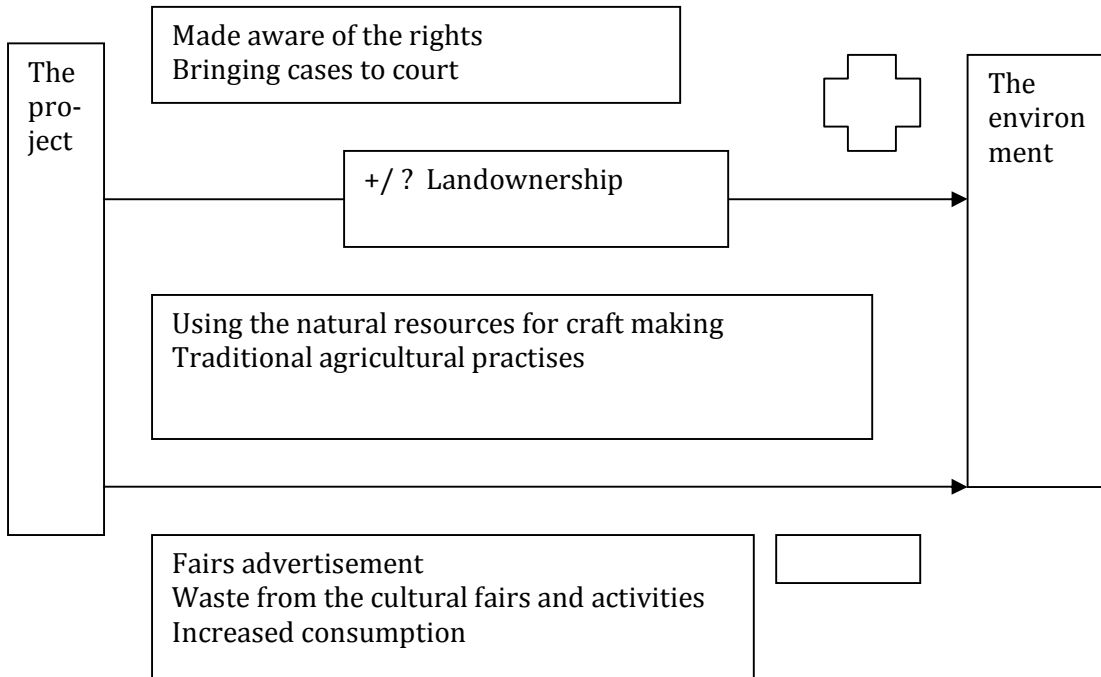 Made aware of the rights
Bringing cases to court
The
pro-
ject
The
environ
ment
+/ ? Landownership
Using the natural resources for craft making
Traditional agricultural practises
Fairs advertisement
Waste from the cultural fairs and activities
Increased consumption